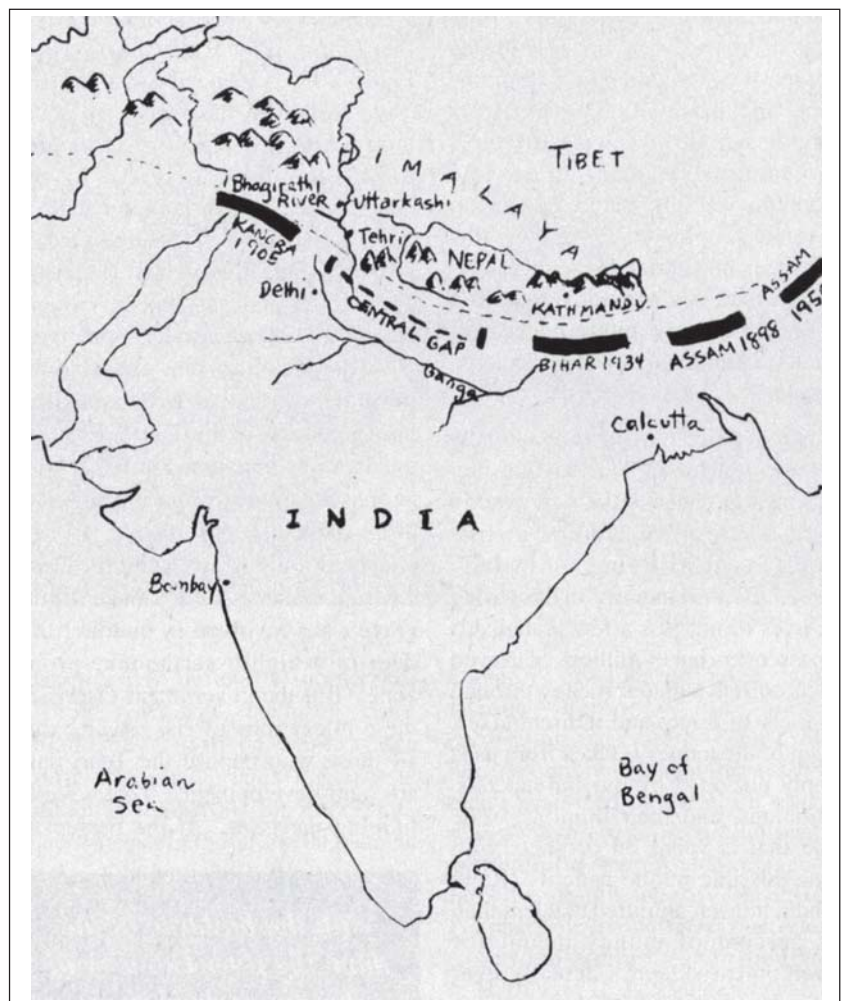 TIBET
HIMALAYA
Bhagirathi
RIVER
Uttarkashi
KANGRA
1905
Tehri
NEPAL
Delhi
CENTRAL GAP
KATHMANDU
ASSAM
1950
BIHAR 1934
ASSAM 1898
Ganga
Calcutta
INDIA
Bombay
Arabian
Sea
Bay of
Bengal